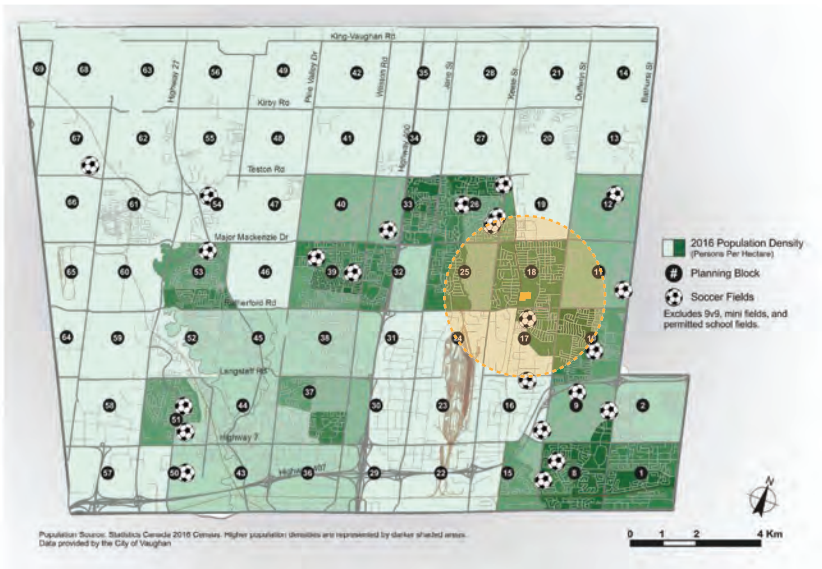 King-Vaughan Rd
69
68
63
56
49
42
35
28
21
14
Highway 27
Pine Valley Dr
Weston Rd
Highway 400
Jane St
Keele St
Dufferin St
Bathurst St
Kirby Rd
67
62
55
48
41
34
27
20
13
Teston Rd
66
61
54
47
40
33
26
19
12
Major Mackenzie Dr
65
60
53
46
39
32
25
18
11
Rutherford Rd
64
59
52
45
38
31
24
17
10
Langstaff Rd
58
51
44
37
30
23
16
9
2
Highway 7
57
50
43
36
29
22
15
8
1
Highway 407
2016 Population Density
(Persons Per Hectare)
# Planning Block
Soccer Fields
Excludes 9v9, mini fields, and
permitted school fields.
N
0 1 2 4 Km
Population Source: Statistics Canada 2016 Census. Higher population densities are represented by darker shaded areas.
Data provided by the City of Vaughan